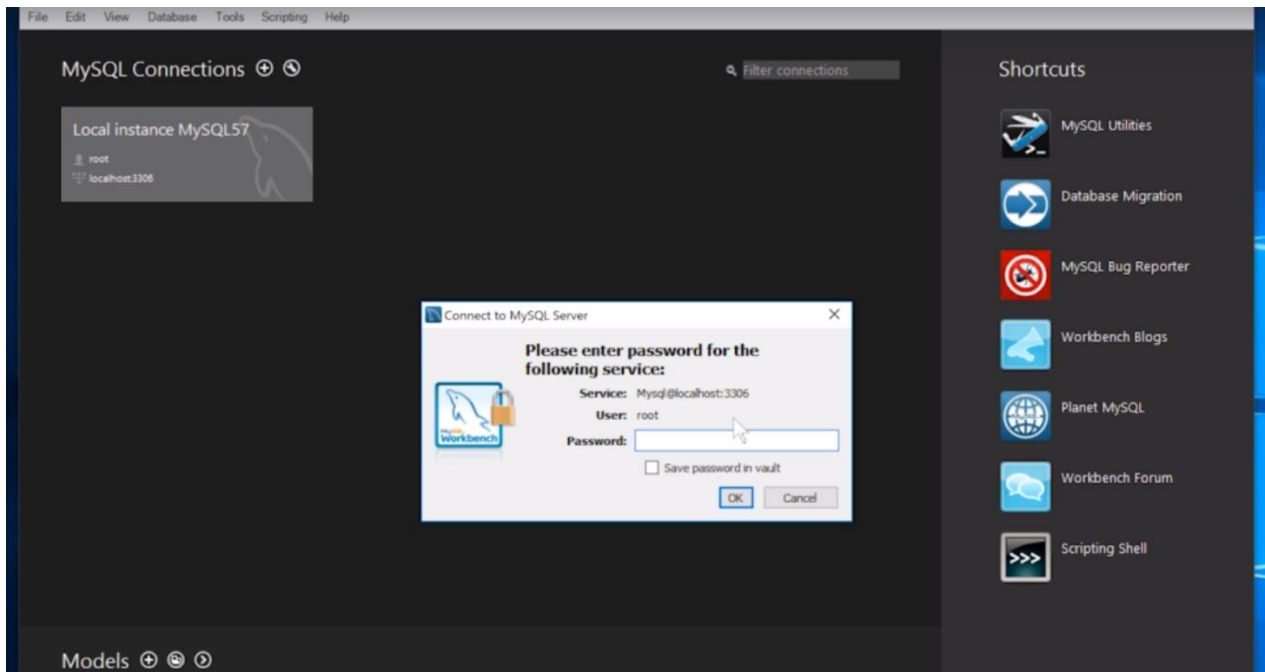 File Edit View Database Tools Scripting Help
MySQL Connections
Filter connections
Shortcuts
Local instance MySQL57
root
localhost:3306
MySQL Utilities
Database Migration
MySQL Bug Reporter
Workbench Blogs
Planet MySQL
Workbench Forum
Scripting Shell
Connect to MySQL Server
Please enter password for the
following service:
Service: Mysql@localhost:3306
User: root
Password:
Save password in vault
OK Cancel
MySQL
Workbench
>_
>>>
Models